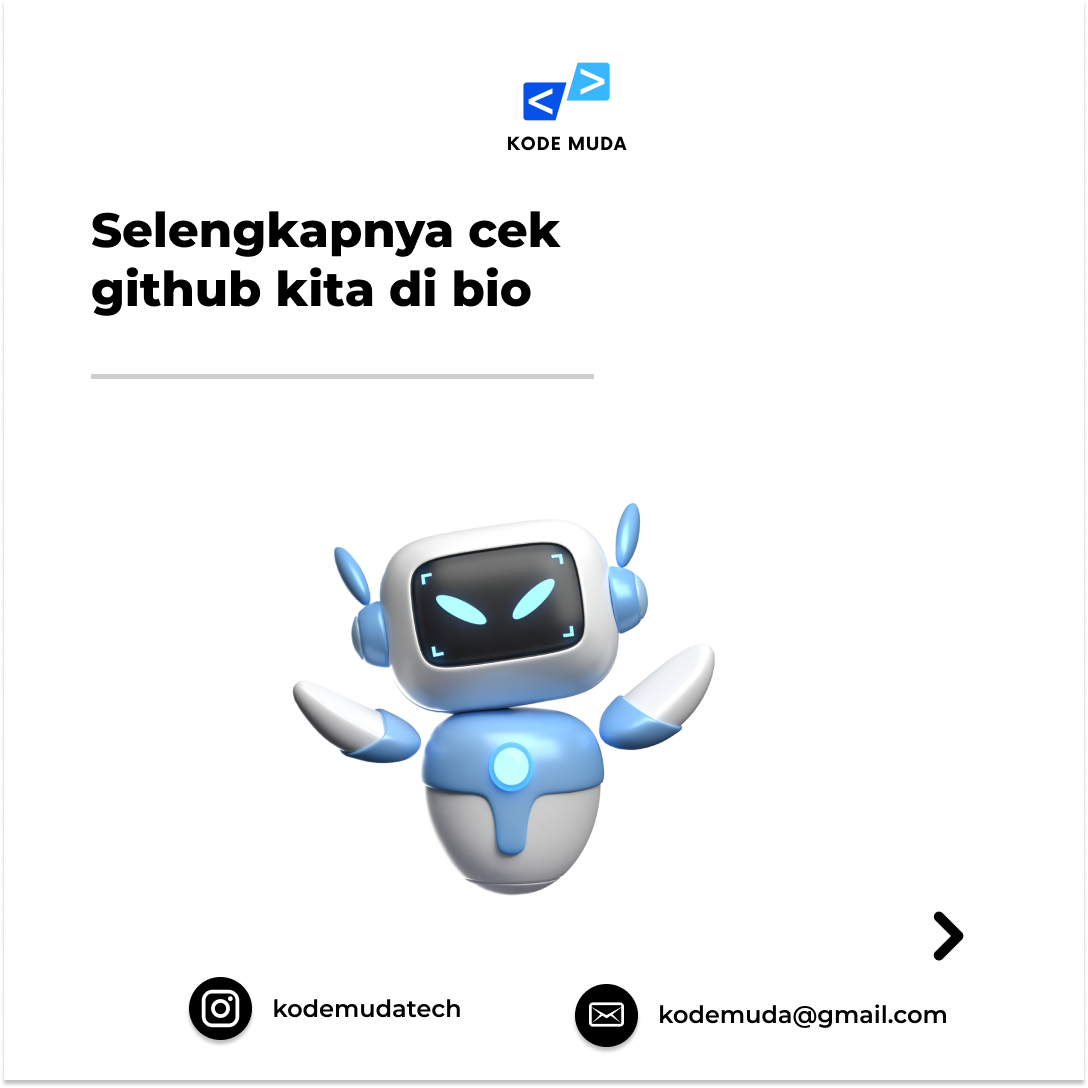 KODE MUDA
Selengkapnya cek
github kita di bio
kodemudatech
kodemuda@gmail.com